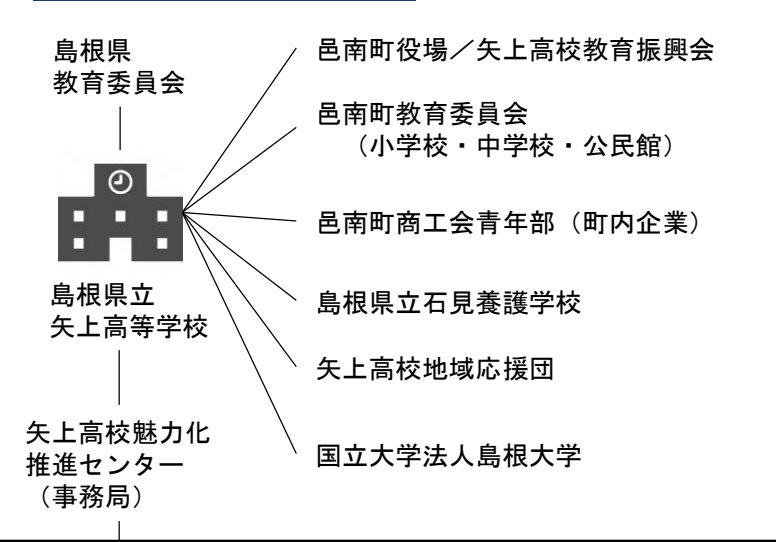 島根県
教育委員会
島根県立
矢上高等学校
矢上高校魅力化
推進センター
（事務局）
邑南町役場／矢上高校教育振興会
邑南町教育委員会
（小学校・中学校・公民館）
邑南町商工会青年部（町内企業）
島根県立石見養護学校
矢上高校地域応援団
国立大学法人島根大学